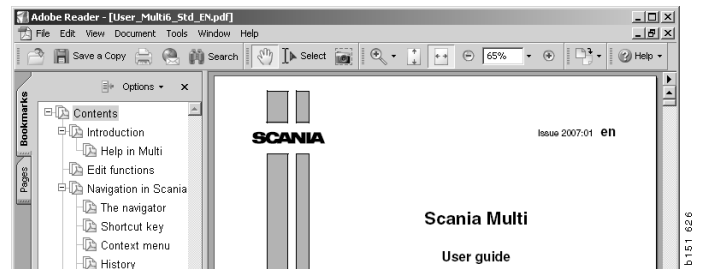 Adobe Reader - [User_Multi6_Std_EN.pdf]
File Edit View Document Tools Window Help
Save a Copy Search Select 65% Help
Options x
Bookmarks
Pages
Contents
Introduction
Help in Multi
Edit functions
Navigation in Scania
The navigator
Shortcut key
Context menu
History
SCANIA
Issue 2007:01 en
Scania Multi
User guide
b151 626